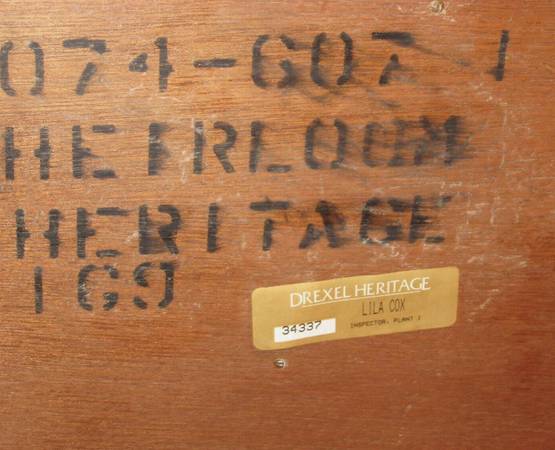 074-607-1
HEIRLOOM
HERITAGE
169
DREXEL HERITAGE
LILA COX
34337
INSPECTOR, PLANT 1